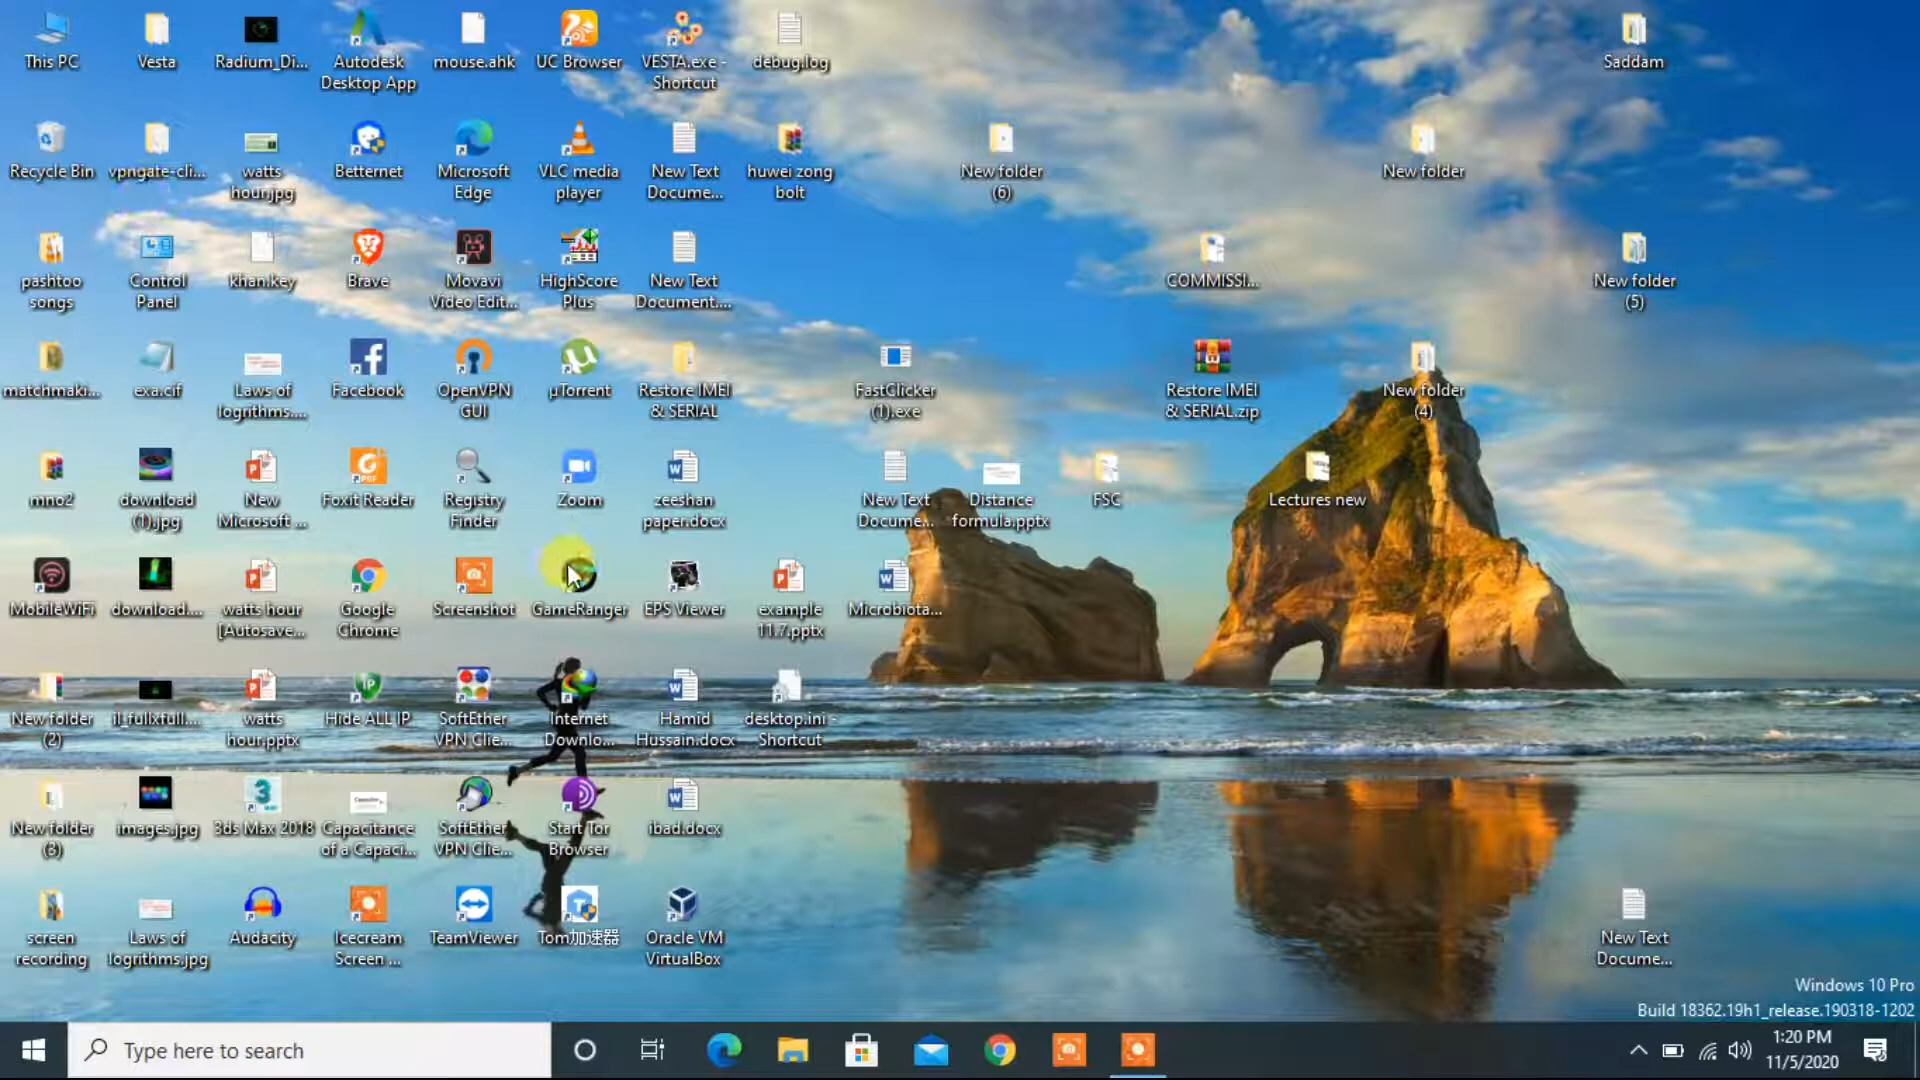 This PC
Vesta
Radium_Di...
Autodesk
Desktop App
mouse.ahk
UC Browser
VESTA.exe -
Shortcut
debug.log
Saddam
Recycle Bin
vpngate-cli...
watts
hour.jpg
Betternet
Microsoft
Edge
VLC media
player
New Text
Docume...
huwei zong
bolt
New folder
(6)
New folder
pashtoo
songs
Control
Panel
khan.key
Brave
Movavi
Video Edit...
HighScore
Plus
New Text
Document....
COMMISSI...
New folder
(5)
matchmaki...
exa.cif
Laws of
logrithms....
Facebook
OpenVPN
GUI
µTorrent
Restore IMEI
& SERIAL
FastClicker
(1).exe
Restore IMEI
& SERIAL.zip
New folder
(4)
mno2
download
(1).jpg
New
Microsoft ...
Foxit Reader
Registry
Finder
Zoom
zeeshan
paper.docx
New Text
Docume...
Distance
formula.pptx
FSC
Lectures new
MobileWiFi
download....
watts hour
[Autosave...
Google
Chrome
Screenshot
GameRanger
EPS Viewer
example
11.7.pptx
Microbiota...
New folder
(2)
il_fullxfull....
watts
hour.pptx
Hide ALL IP
SoftEther
VPN Clie...
Internet
Downlo...
Hamid
Hussain.docx
desktop.ini -
Shortcut
New folder
(3)
images.jpg
3ds Max 2018
Capacitance
of a Capaci...
SoftEther
VPN Clie...
Start Tor
Browser
ibad.docx
screen
recording
Laws of
logrithms.jpg
Audacity
Icecream
Screen ...
TeamViewer
Tom加速器
Oracle VM
VirtualBox
New Text
Docume...
Windows 10 Pro
Build 18362.19h1_release.190318-1202
Type here to search
1:20 PM
11/5/2020